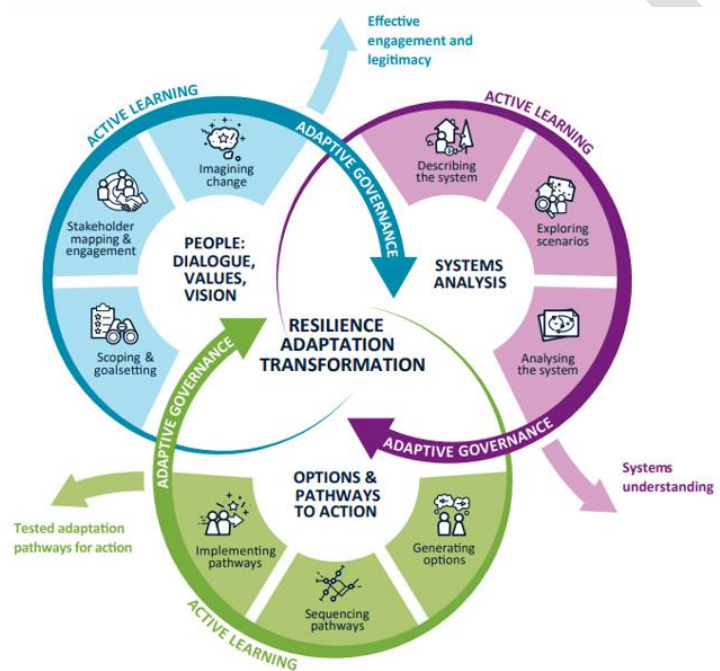 Effective
engagement and
legitimacy
ACTIVE LEARNING
ADAPTIVE GOVERNANCE
Imagining
change
Stakeholder
mapping &
engagement
Scoping &
goalsetting
PEOPLE:
DIALOGUE,
VALUES,
VISION
ACTIVE LEARNING
Describing
the system
Exploring
scenarios
Analysing
the system
SYSTEMS
ANALYSIS
RESILIENCE
ADAPTATION
TRANSFORMATION
ADAPTIVE GOVERNANCE
Systems
understanding
ADAPTIVE GOVERNANCE
OPTIONS &
PATHWAYS
TO ACTION
Generating
options
Sequencing
pathways
Implementing
pathways
ACTIVE LEARNING
Tested adaptation
pathways for action